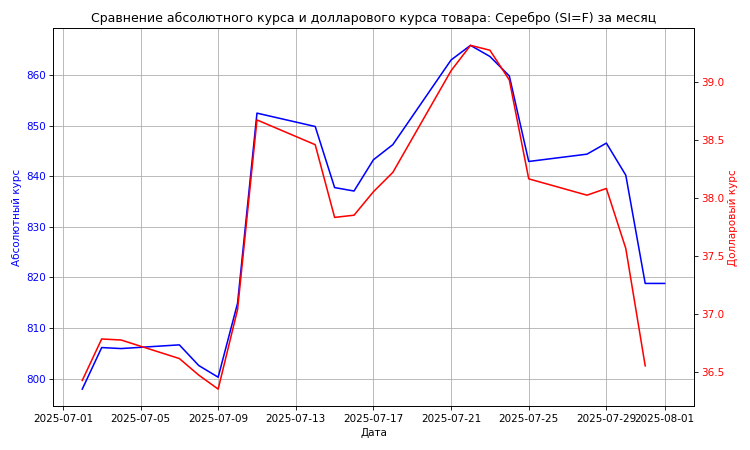 Сравнение абсолютного курса и долларового курса товара: Серебро (SI=F) за месяц
Абсолютный курс
860
850
840
830
820
810
800
39.0
38.5
38.0
37.5
37.0
36.5
Долларовый курс
2025-07-01 2025-07-05 2025-07-09 2025-07-13 2025-07-17 2025-07-21 2025-07-25 2025-07-29 2025-08-01
Дата